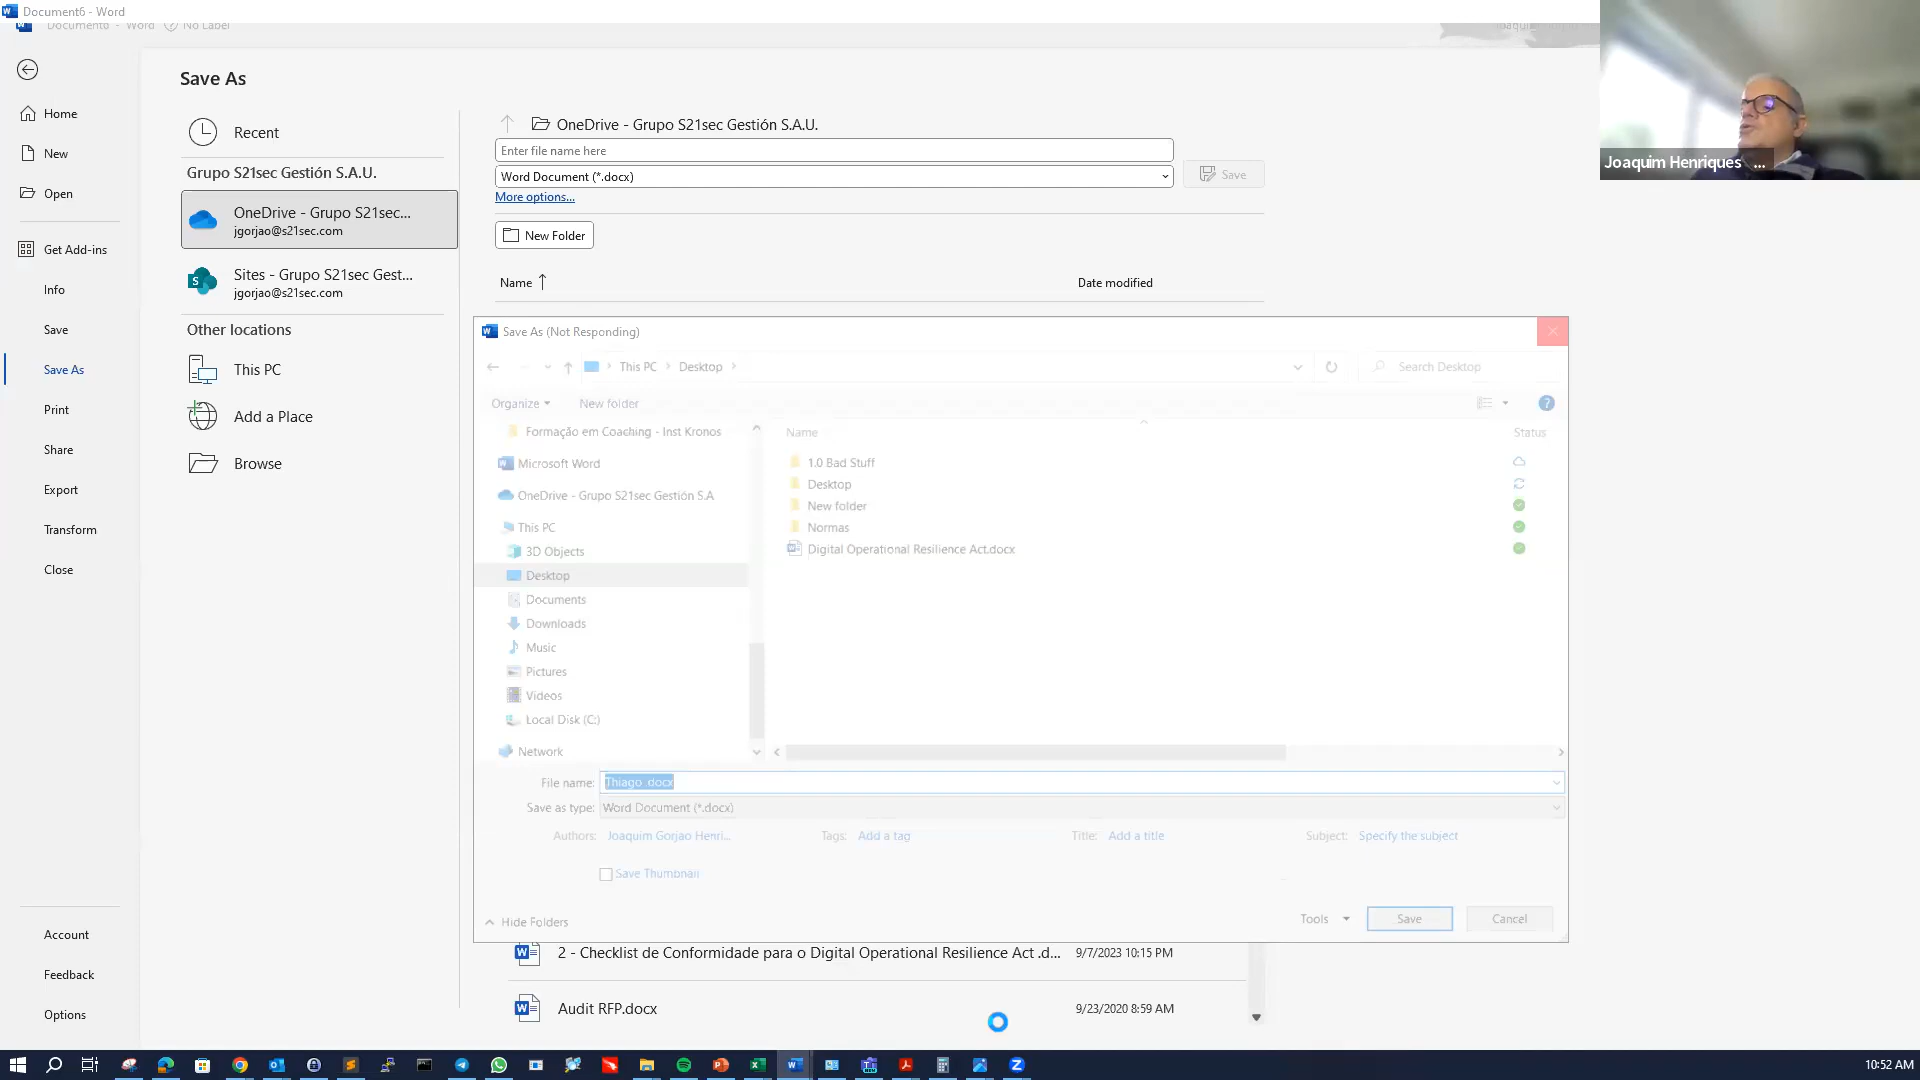 Document6 - Word
Document6 - Word No Label
Save As
Home
New
Open
Get Add-ins
Info
Save
Save As
Print
Share
Export
Transform
Close
Account
Feedback
Options
Recent
Grupo S21sec Gestión S.A.U.
OneDrive - Grupo S21sec...
jgorjao@s21sec.com
Sites - Grupo S21sec Gest...
jgorjao@s21sec.com
Other locations
This PC
Add a Place
Browse
OneDrive - Grupo S21sec Gestión S.A.U.
Enter file name here
Word Document (*.docx)
Save
More options...
New Folder
Name
Date modified
Save As (Not Responding)
This PC > Desktop >
Search Desktop
Organize
New folder
Formação em Coaching - Inst Kronos
Microsoft Word
OneDrive - Grupo S21sec Gestión S.A
This PC
3D Objects
Desktop
Documents
Downloads
Music
Pictures
Videos
Local Disk (C:)
Network
Name
Status
1.0 Bad Stuff
Desktop
New folder
Normas
Digital Operational Resilience Act.docx
File name: Thiago .docx
Save as type: Word Document (*.docx)
Authors: Joaquim Gorjao Henri...
Tags: Add a tag
Title: Add a title
Subject: Specify the subject
Save Thumbnail
Hide Folders
Tools
Save
Cancel
2 - Checklist de Conformidade para o Digital Operational Resilience Act .d...
9/7/2023 10:15 PM
Audit RFP.docx
9/23/2020 8:59 AM
Joaquim Henriques ...
10:52 AM